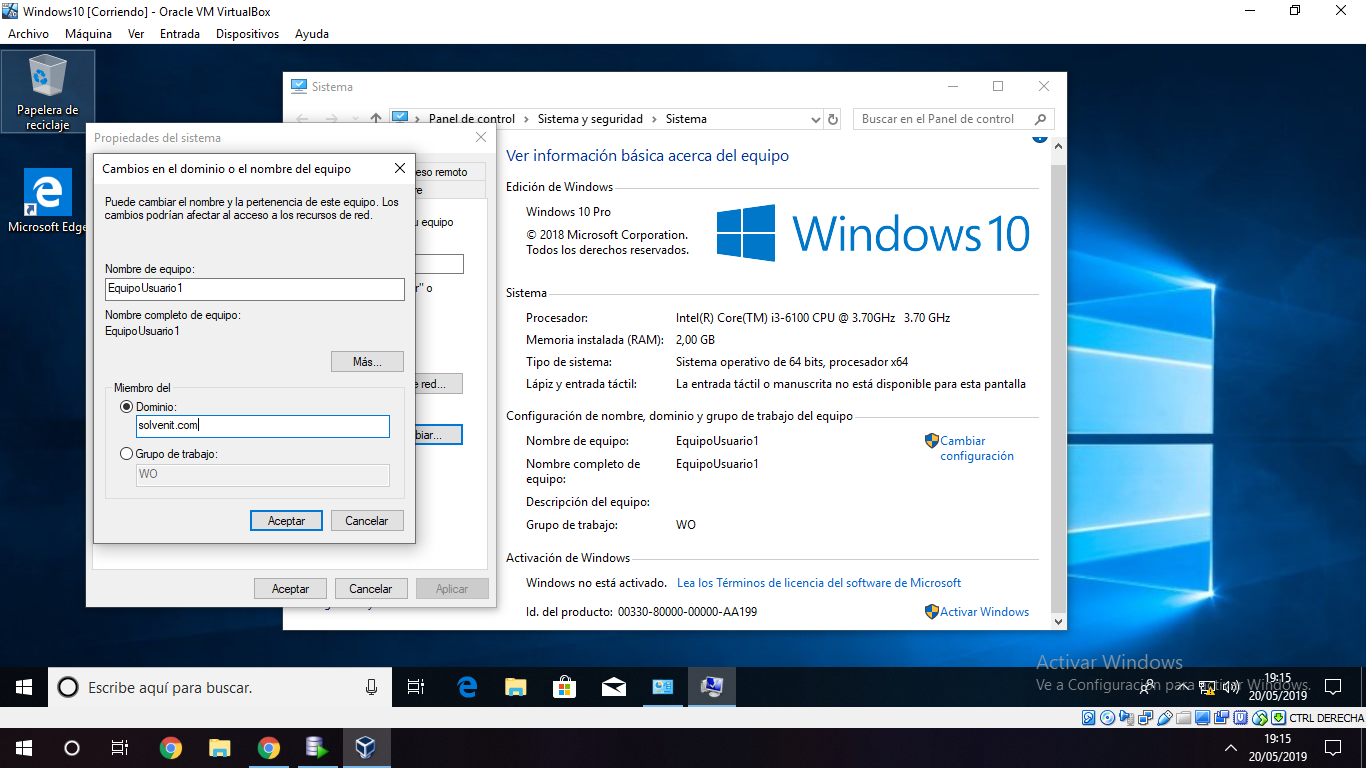 Windows10 [Corriendo] - Oracle VM VirtualBox
Archivo Máquina Ver Entrada Dispositivos Ayuda
Papelera de
reciclaje
Microsoft Edge
Sistema
Panel de control Sistema y seguridad Sistema
Buscar en el Panel de control
Propiedades del sistema
eso remoto
re
u equipo
r" o
e red...
biar...
Aceptar Cancelar Aplicar
Cambios en el dominio o el nombre del equipo
Puede cambiar el nombre y la pertenencia de este equipo. Los
cambios podrían afectar al acceso a los recursos de red.
Nombre de equipo:
EquipoUsuario1
Nombre completo de equipo:
EquipoUsuario1
Más...
Miembro del
Dominio:
solvenit.com
Grupo de trabajo:
WO
Aceptar Cancelar
Ver información básica acerca del equipo
Edición de Windows
Windows 10 Pro
© 2018 Microsoft Corporation.
Todos los derechos reservados.
Windows 10
Sistema
Procesador: Intel(R) Core(TM) i3-6100 CPU @ 3.70GHz 3.70 GHz
Memoria instalada (RAM): 2,00 GB
Tipo de sistema: Sistema operativo de 64 bits, procesador x64
Lápiz y entrada táctil: La entrada táctil o manuscrita no está disponible para esta pantalla
Configuración de nombre, dominio y grupo de trabajo del equipo
Nombre de equipo: EquipoUsuario1
Cambiar
configuración
Nombre completo de
equipo:
EquipoUsuario1
Descripción del equipo:
Grupo de trabajo: WO
Activación de Windows
Windows no está activado. Lea los Términos de licencia del software de Microsoft
Id. del producto: 00330-80000-00000-AA199
Activar Windows
Activar Windows
Ve a Configuración para activar Windows.
Escribe aquí para buscar.
19:15
20/05/2019
CTRL DERECHA
19:15
20/05/2019